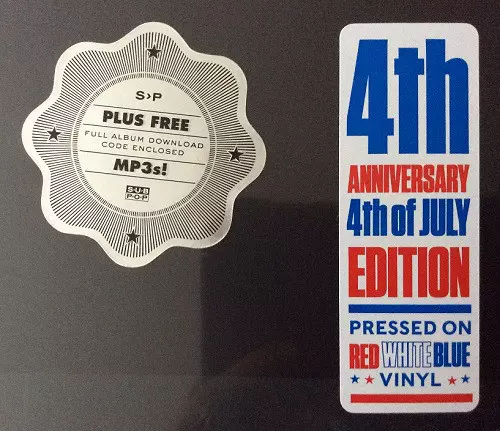 S>P
PLUS FREE
FULL ALBUM DOWNLOAD
CODE ENCLOSED
MP3s!
SUB
POP
4th
ANNIVERSARY
4th of JULY
EDITION
PRESSED ON
RED WHITE BLUE
VINYL